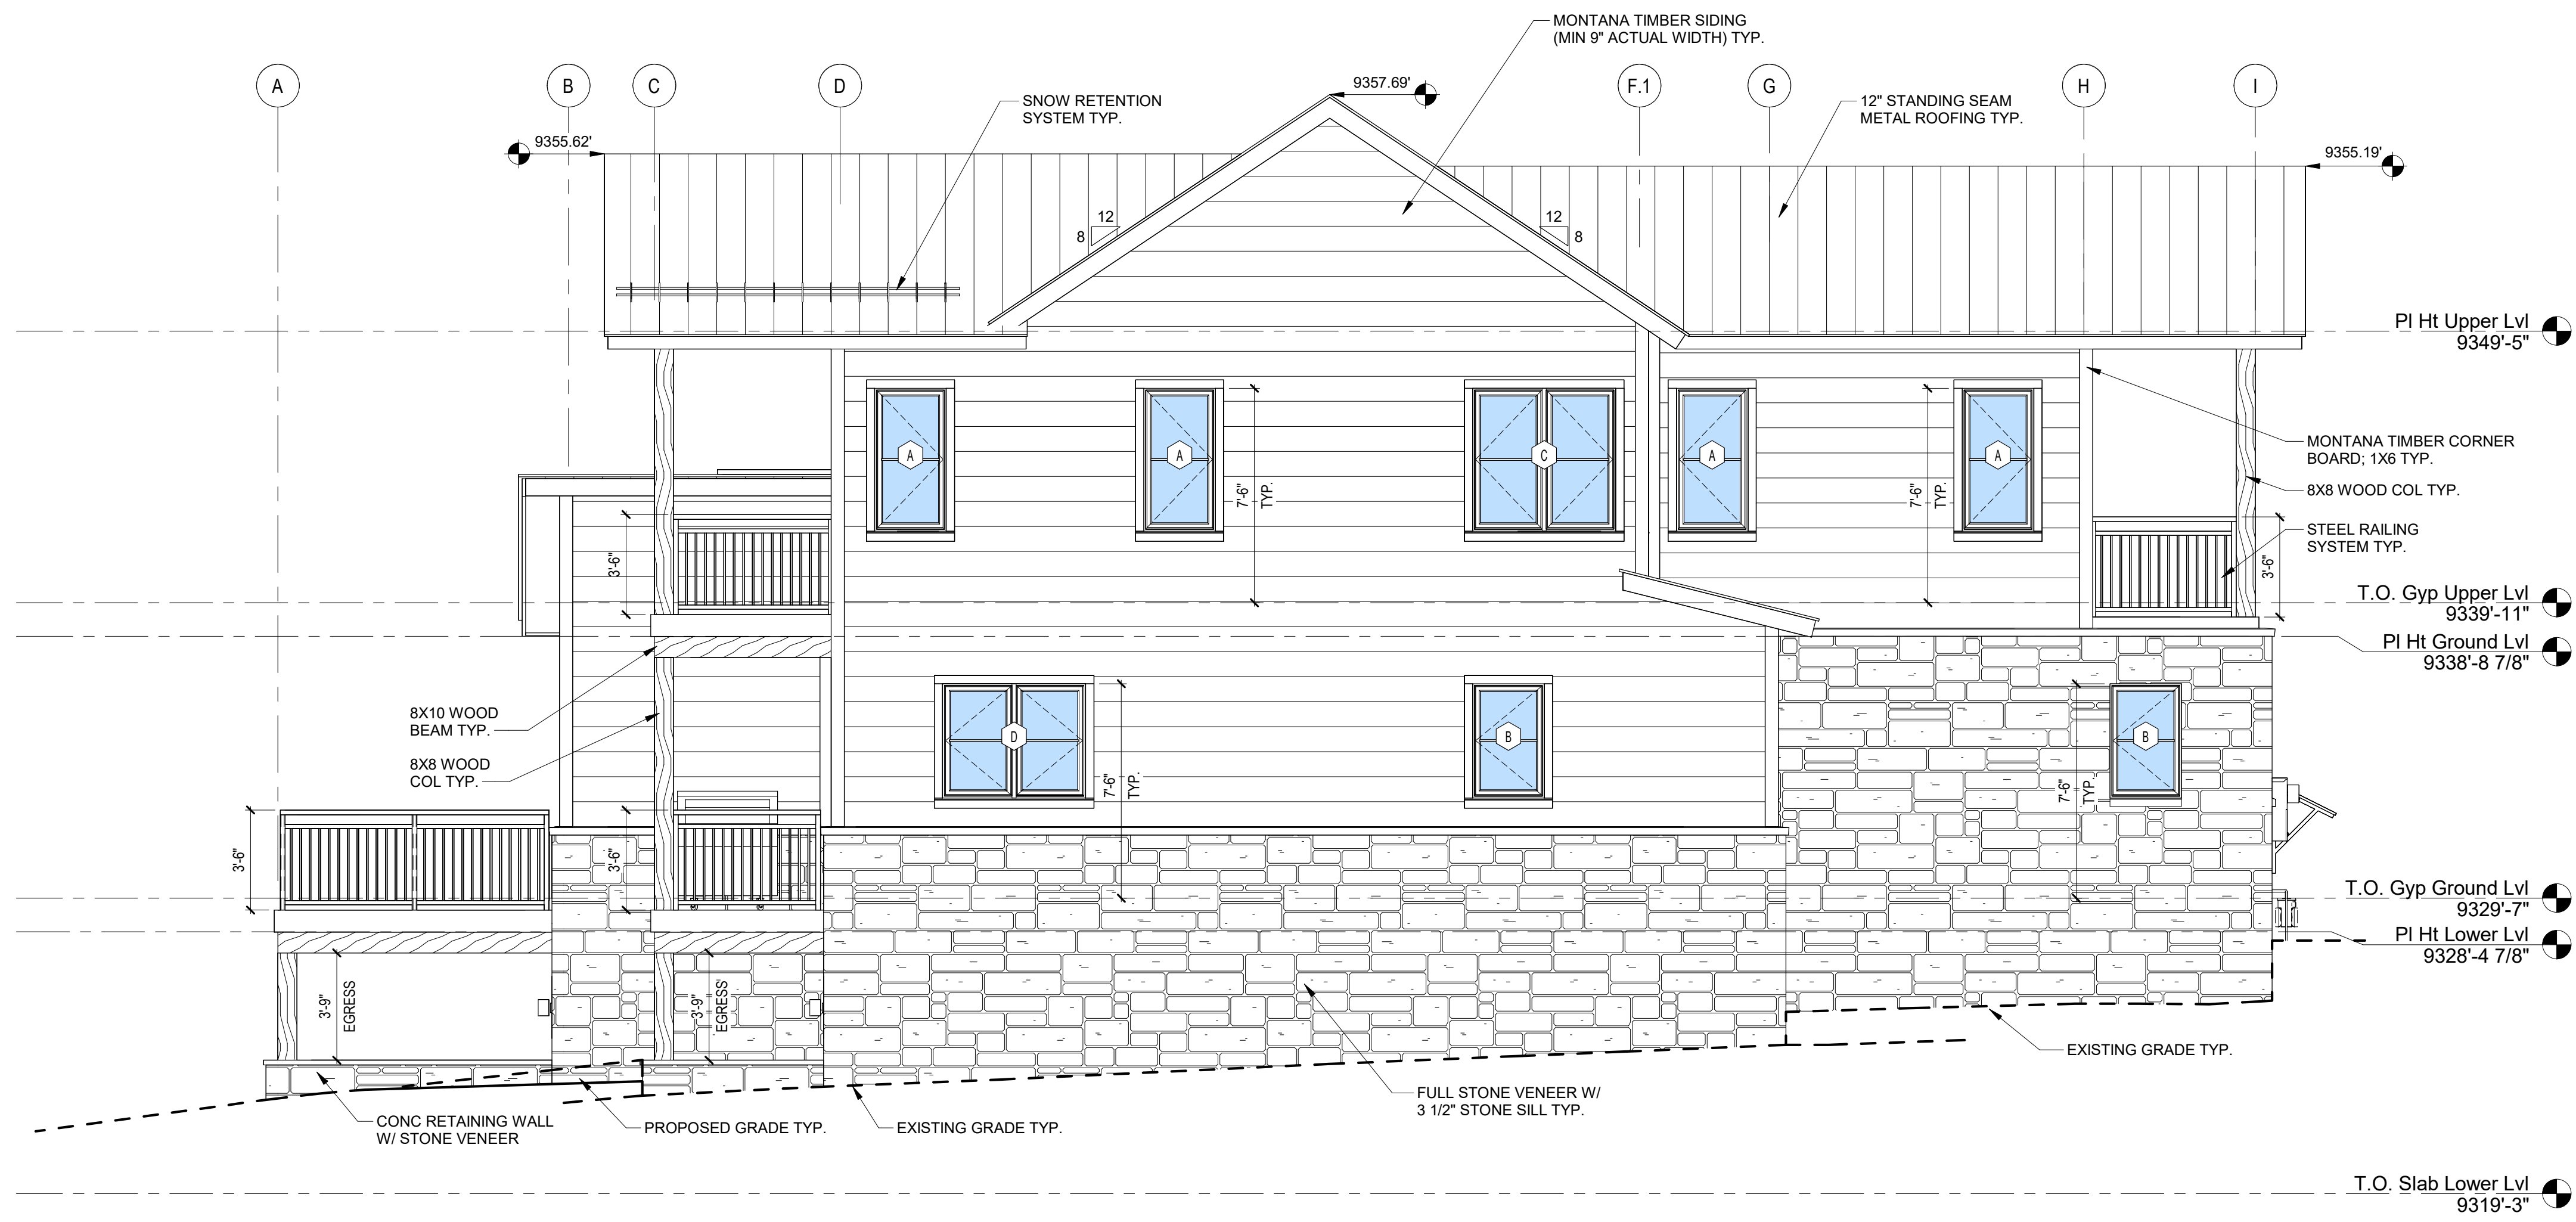 MONTANA TIMBER SIDING
(MIN 9" ACTUAL WIDTH) TYP.
A
B
C
D
9357.69'
F.1
G
H
I
SNOW RETENTION
SYSTEM TYP.
12" STANDING SEAM
METAL ROOFING TYP.
9355.62'
9355.19'
12
8
12
8
Pl Ht Upper Lvl
9349'-5"
A
A
C
A
A
7'-6"
TYP.
7'-6"
TYP.
MONTANA TIMBER CORNER
BOARD; 1X6 TYP.
8X8 WOOD COL TYP.
STEEL RAILING
SYSTEM TYP.
3'-6"
3'-6"
T.O. Gyp Upper Lvl
9339'-11"
Pl Ht Ground Lvl
9338'-8 7/8"
8X10 WOOD
BEAM TYP.
8X8 WOOD
COL TYP.
D
B
B
7'-6"
TYP.
7'-6"
TYP.
3'-6"
3'-6"
T.O. Gyp Ground Lvl
9329'-7"
Pl Ht Lower Lvl
9328'-4 7/8"
3'-9"
EGRESS
3'-9"
EGRESS
EXISTING GRADE TYP.
FULL STONE VENEER W/
3 1/2" STONE SILL TYP.
CONC RETAINING WALL
W/ STONE VENEER
PROPOSED GRADE TYP.
EXISTING GRADE TYP.
T.O. Slab Lower Lvl
9319'-3"